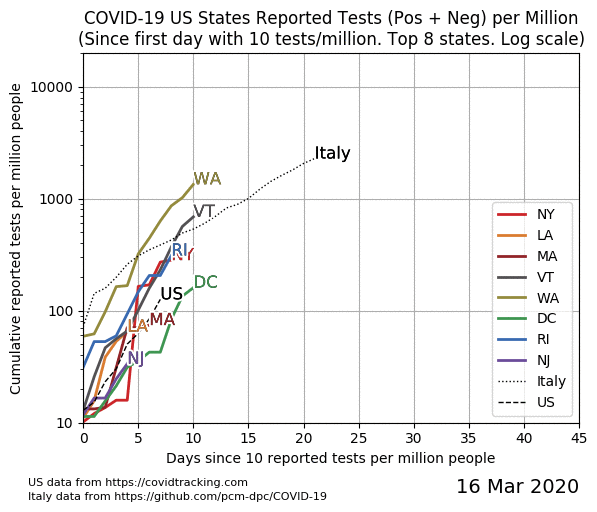 COVID-19 US States Reported Tests (Pos + Neg) per Million
(Since first day with 10 tests/million. Top 8 states. Log scale)
Cumulative reported tests per million people
10000
1000
100
10
Italy
WA
VT
RI
NY
DC
US
MA
LA
NJ
NY
LA
MA
VT
WA
DC
RI
NJ
Italy
US
0 5 10 15 20 25 30 35 40 45
Days since 10 reported tests per million people
US data from https://covidtracking.com
Italy data from https://github.com/pcm-dpc/COVID-19
16 Mar 2020